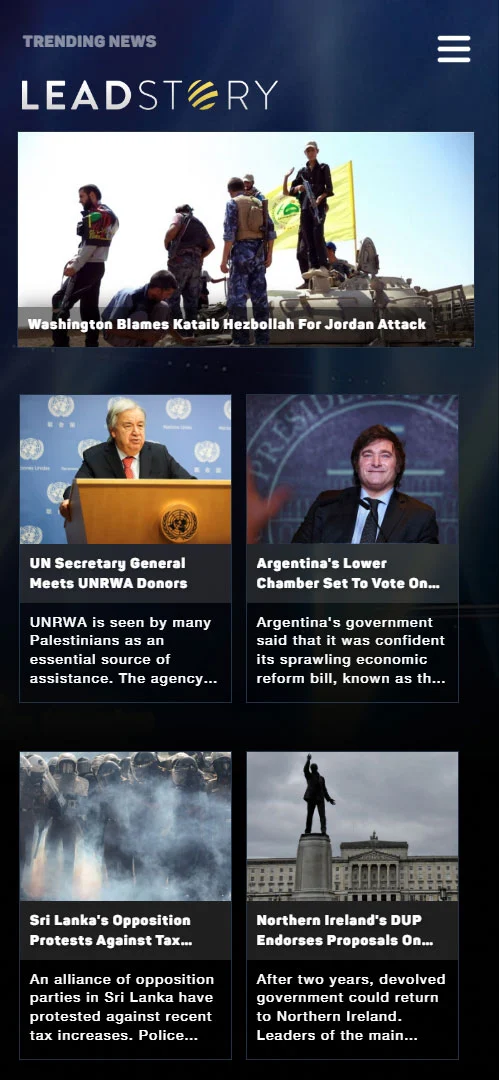 TRENDING NEWS
LEADSTORY
Washington Blames Kataib Hezbollah For Jordan Attack
UN Secretary General
Meets UNRWA Donors
UNRWA is seen by many
Palestinians as an
essential source of
assistance. The agency...
PRESIDE
Argentina's Lower
Chamber Set To Vote On...
Argentina's government
said that it was confident
its sprawling economic
reform bill, known as th...
Sri Lanka's Opposition
Protests Against Tax...
An alliance of opposition
parties in Sri Lanka have
protested against recent
tax increases. Police...
Northern Ireland's DUP
Endorses Proposals On...
After two years, devolved
government could return
to Northern Ireland.
Leaders of the main...